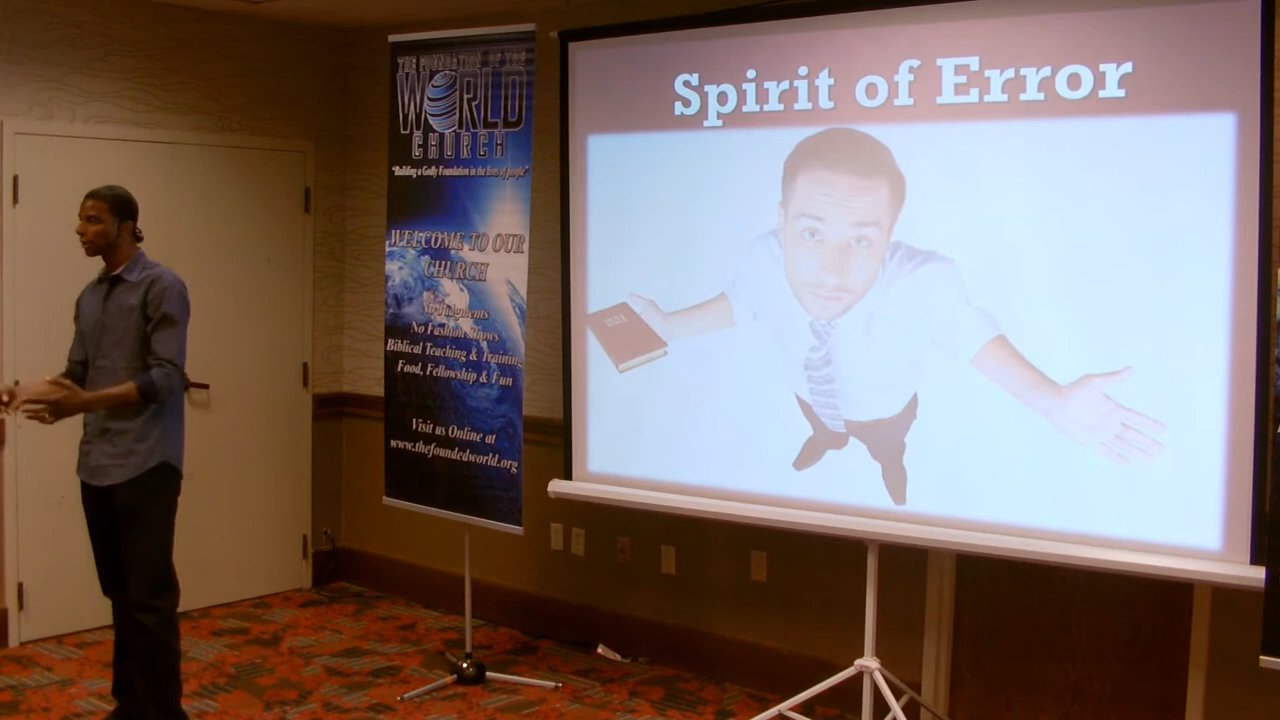 THE FOUNDATION OF THE
WORLD
CHURCH
"Building a Godly Foundation in the lives of people"
WELCOME TO OUR
CHURCH
No Judgments
No Fashion Shows
Biblical Teaching & Training
Food, Fellowship & Fun
Visit us Online at
www.thefoundedworld.org
Spirit of Error